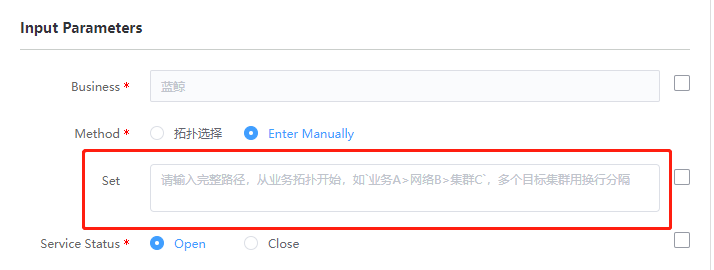 Input Parameters
Business *
蓝鲸
Method *
拓扑选择
Enter Manually
Set
请输入完整路径，从业务拓扑开始，如`业务A>网络B>集群C`，多个目标集群用换行分隔
Service Status *
Open
Close